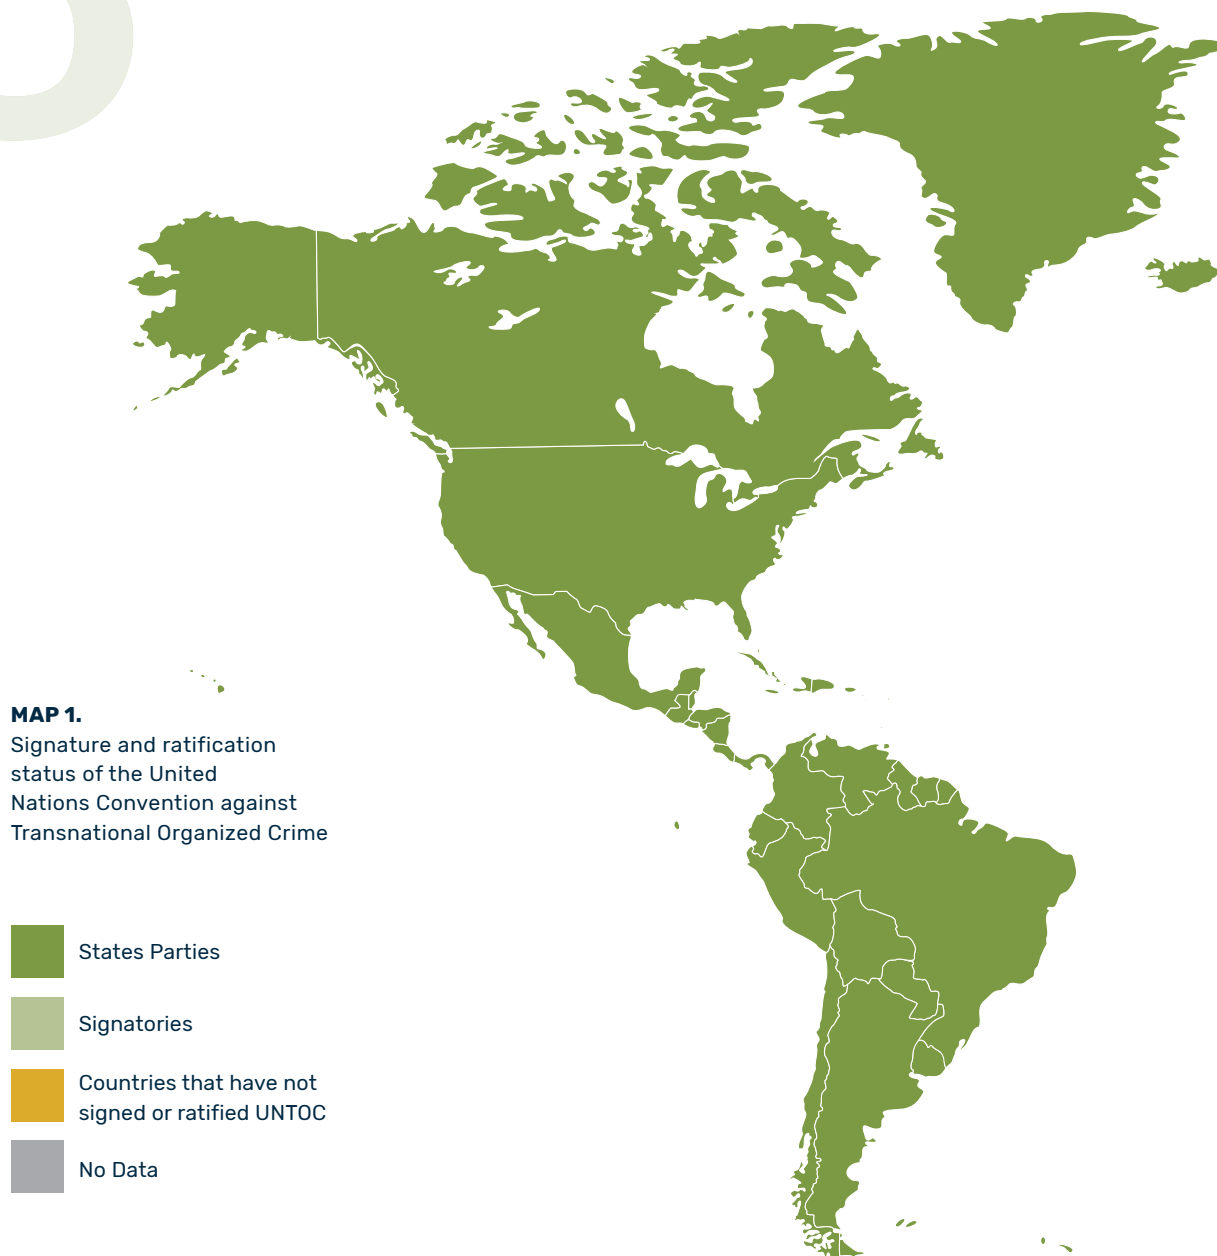 MAP 1.
Signature and ratification
status of the United
Nations Convention against
Transnational Organized Crime
States Parties
Signatories
Countries that have not
signed or ratified UNTOC
No Data